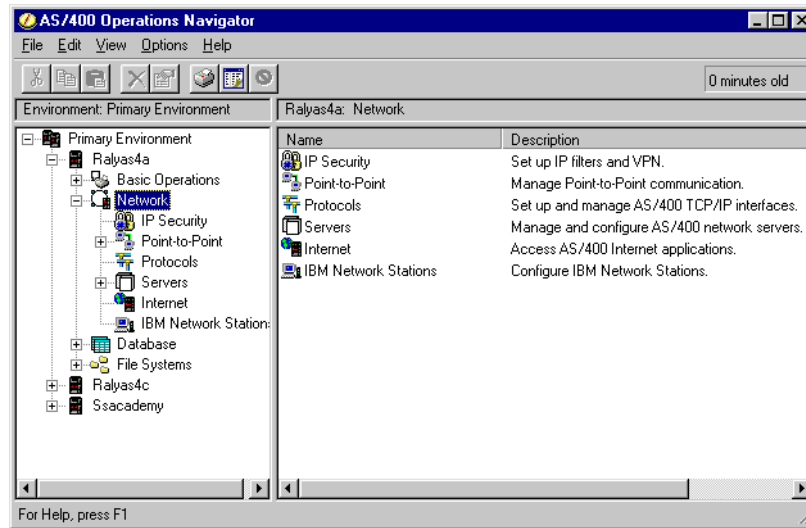 AS/400 Operations Navigator
File Edit View Options Help
0 minutes old
Environment: Primary Environment
Ralyas4a: Network
Primary Environment
Ralyas4a
Basic Operations
Network
IP Security
Point-to-Point
Protocols
Servers
Internet
IBM Network Station
Database
File Systems
Ralyas4c
Ssacademy
Name Description
IP Security Set up IP filters and VPN.
Point-to-Point Manage Point-to-Point communication.
Protocols Set up and manage AS/400 TCP/IP interfaces.
Servers Manage and configure AS/400 network servers.
Internet Access AS/400 Internet applications.
IBM Network Stations Configure IBM Network Stations.
For Help, press F1